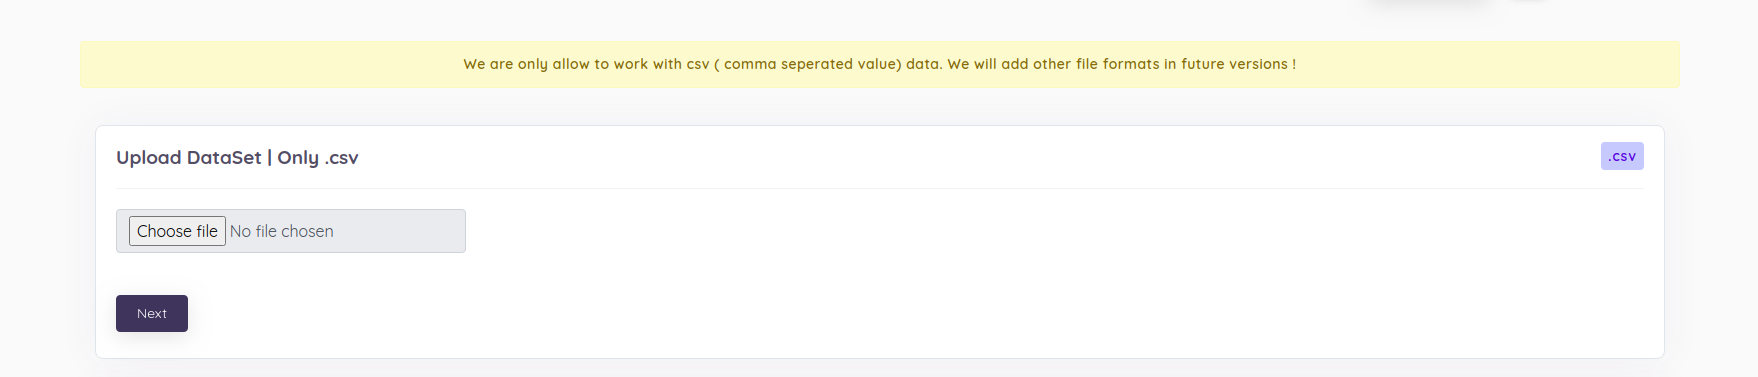 We are only allow to work with csv ( comma seperated value) data. We will add other file formats in future versions !
Upload DataSet | Only .csv
.csv
Choose file No file chosen
Next